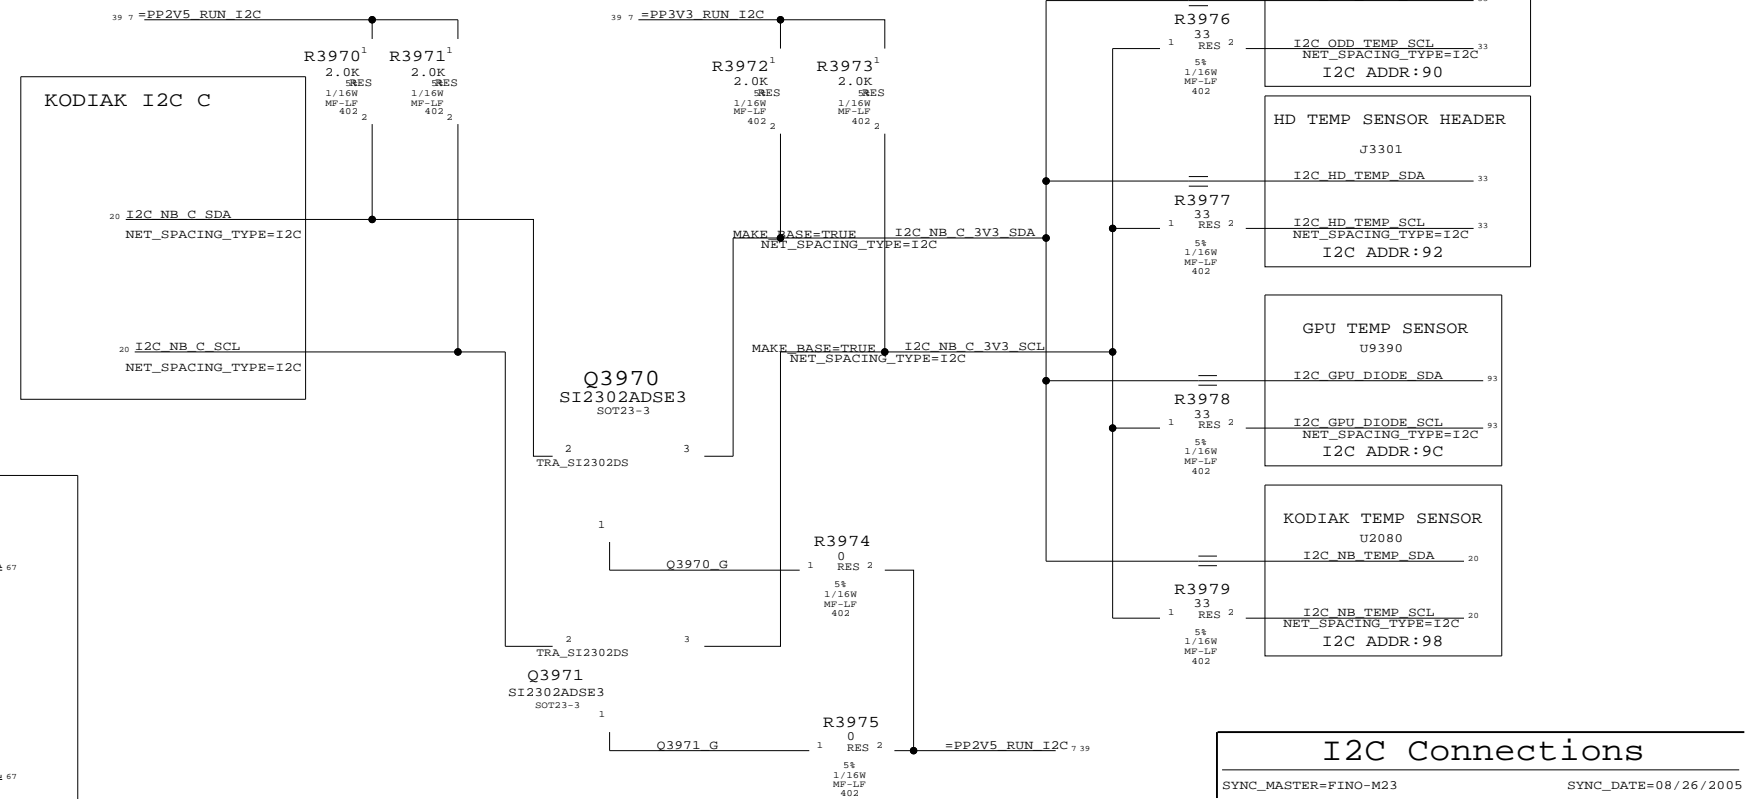 39 7 =PP2V5_RUN_I2C
R3970 1
2.0K
5%
RES
1/16W
MF-LF
402
2
R3971 1
2.0K
5%
RES
1/16W
MF-LF
402
2
KODIAK I2C C
20 I2C_NB_C_SDA
NET_SPACING_TYPE=I2C
20 I2C_NB_C_SCL
NET_SPACING_TYPE=I2C
67
67
39 7 =PP3V3_RUN_I2C
R3972 1
2.0K
5%
RES
1/16W
MF-LF
402
2
R3973 1
2.0K
5%
RES
1/16W
MF-LF
402
2
MAKE_BASE=TRUE I2C_NB_C_3V3_SDA
NET_SPACING_TYPE=I2C
MAKE_BASE=TRUE I2C_NB_C_3V3_SCL
NET_SPACING_TYPE=I2C
Q3970
SI2302ADSE3
SOT23-3
2 3
TRA_SI2302DS
1
Q3970_G
R3974
0
1 RES 2
5%
1/16W
MF-LF
402
2 3
TRA_SI2302DS
Q3971
SI2302ADSE3
SOT23-3
1
Q3971_G
R3975
0
1 RES 2
5%
1/16W
MF-LF
402
=PP2V5_RUN_I2C 7 39
R3976
33
1 RES 2
5%
1/16W
MF-LF
402
I2C_ODD_TEMP_SCL 33
NET_SPACING_TYPE=I2C
I2C ADDR:90
HD TEMP SENSOR HEADER
J3301
I2C_HD_TEMP_SDA 33
R3977
33
1 RES 2
5%
1/16W
MF-LF
402
I2C_HD_TEMP_SCL 33
NET_SPACING_TYPE=I2C
I2C ADDR:92
GPU TEMP SENSOR
U9390
I2C_GPU_DIODE_SDA 93
R3978
33
1 RES 2
5%
1/16W
MF-LF
402
I2C_GPU_DIODE_SCL 93
NET_SPACING_TYPE=I2C
I2C ADDR:9C
KODIAK TEMP SENSOR
U2080
I2C_NB_TEMP_SDA 20
R3979
33
1 RES 2
5%
1/16W
MF-LF
402
I2C_NB_TEMP_SCL 20
NET_SPACING_TYPE=I2C
I2C ADDR:98
I2C Connections
SYNC_MASTER=FINO-M23 SYNC_DATE=08/26/2005